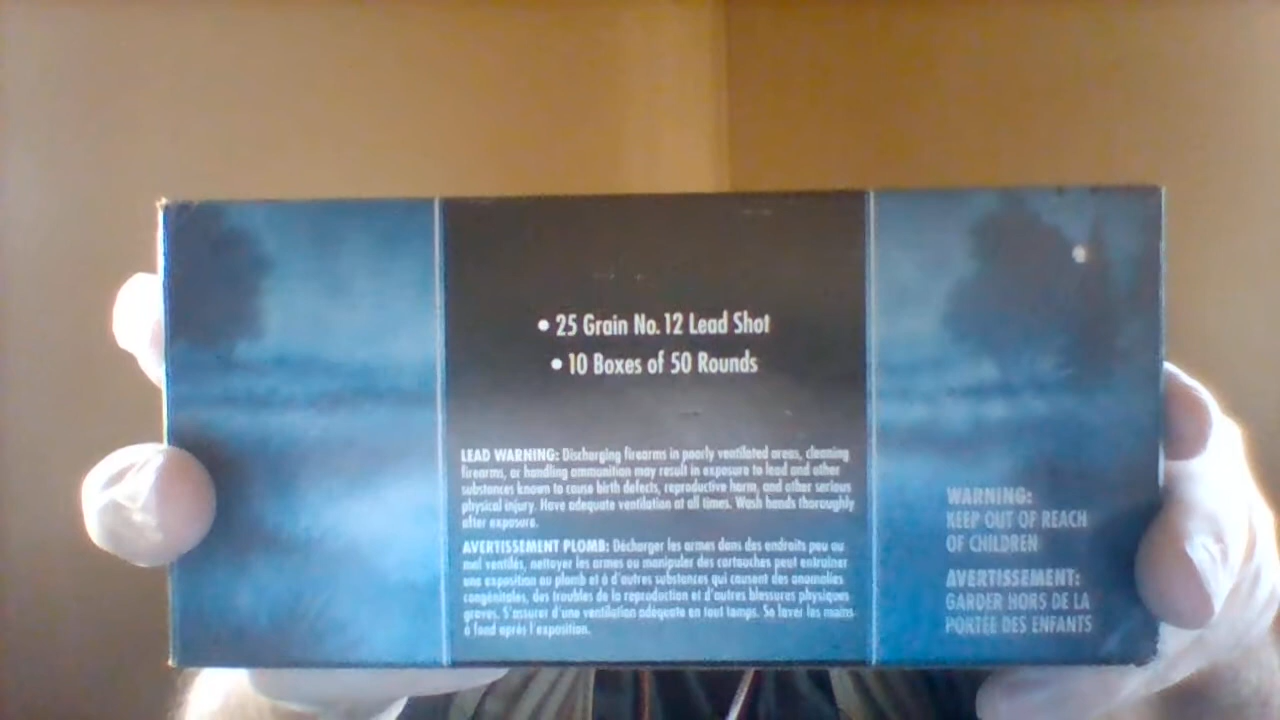 • 25 Grain No. 12 Lead Shot
• 10 Boxes of 50 Rounds
LEAD WARNING: Discharging firearms in poorly ventilated areas, cleaning
firearms, or handling ammunition may result in exposure to lead and other
substances known to cause birth defects, reproductive harm, and other serious
physical injury. Have adequate ventilation at all times. Wash hands thoroughly
after exposure.
AVERTISSEMENT PLOMB: Décharger les armes dans des endroits peu ou
mal ventilés, nettoyer les armes ou manipuler des cartouches peut entraîner
une exposition au plomb et à d'autres substances qui causent des anomalies
congénitales, des troubles de la reproduction et d'autres blessures physiques
graves. S'assurer d'une ventilation adéquate en tout temps. Se laver les mains
à fond après l'exposition.
WARNING:
KEEP OUT OF REACH
OF CHILDREN
AVERTISSEMENT:
GARDER HORS DE LA
PORTÉE DES ENFANTS